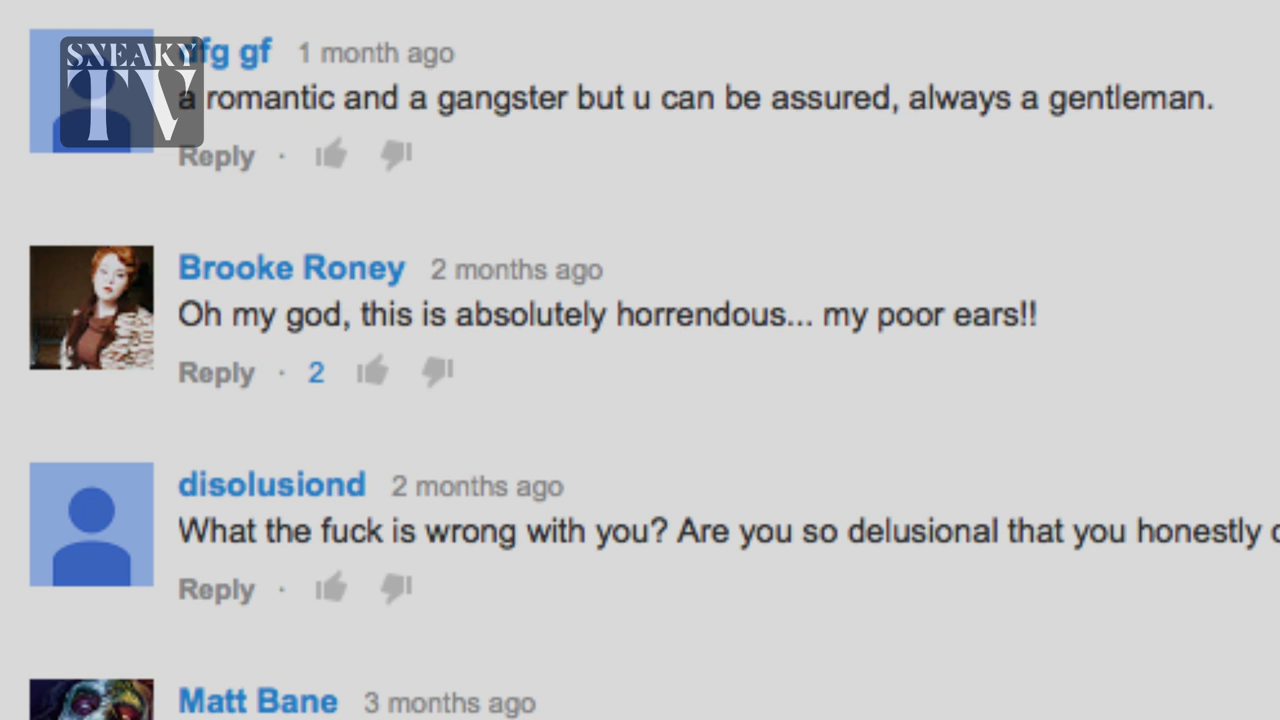 SNEAKY
TV
fg gf 1 month ago
a romantic and a gangster but u can be assured, always a gentleman.
Reply ·
Brooke Roney 2 months ago
Oh my god, this is absolutely horrendous... my poor ears!!
Reply · 2
disolusiond 2 months ago
What the fuck is wrong with you? Are you so delusional that you honestly
Reply ·
Matt Bane 3 months ago